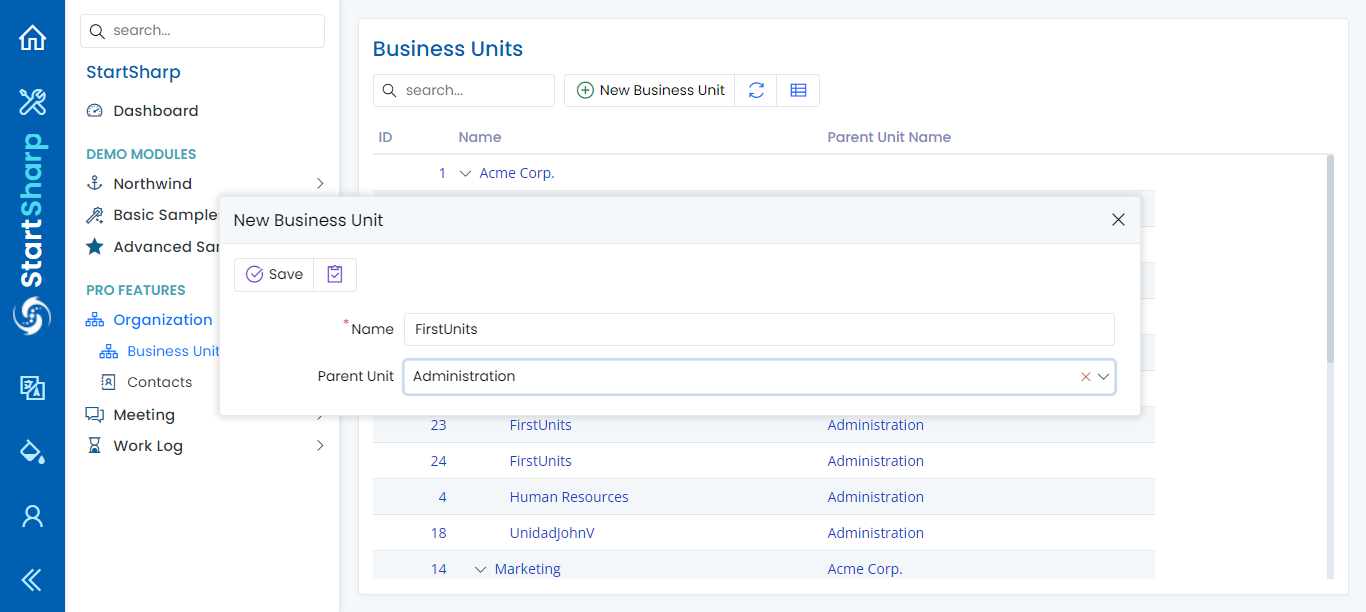 StartSharp
search...
StartSharp
Dashboard
DEMO MODULES
Northwind
Basic Sample
Advanced Sa
PRO FEATURES
Organization
Business Unit
Contacts
Meeting
Work Log
Business Units
search...
New Business Unit
ID Name Parent Unit Name
1 Acme Corp.
New Business Unit
Save
*Name FirstUnits
Parent Unit Administration
23 FirstUnits Administration
24 FirstUnits Administration
4 Human Resources Administration
18 UnidadJohnV Administration
14 Marketing Acme Corp.